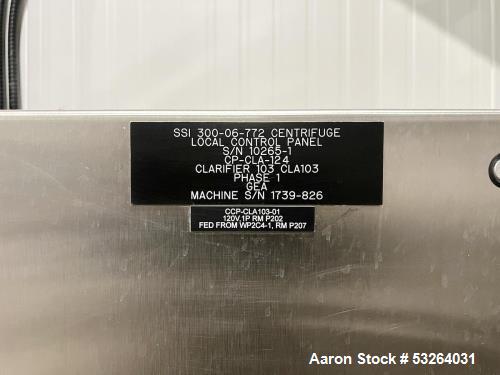 SSI 300-06-772 CENTRIFUGE
LOCAL CONTROL PANEL
S/N 10265-1
CP-CLA-124
CLARIFIER 103 CLA103
PHASE 1
GEA
MACHINE S/N 1739-826
CCP-CLA103-01
120V,1P RM P202
FED FROM WP2C4-1, RM P207
Aaron Stock # 53264031